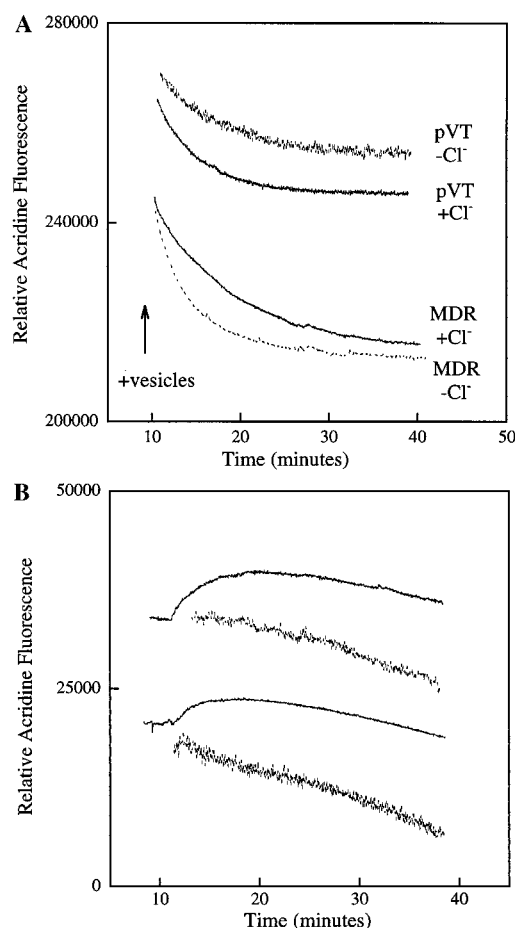 A
280000
240000
200000
Relative Acridine Fluorescence
pVT
-Cl-
pVT
+Cl-
MDR
+Cl-
MDR
-Cl-
+vesicles
10
20
30
40
50
Time (minutes)
B
50000
25000
0
Relative Acridine Fluorescence
10
20
30
40
Time (minutes)